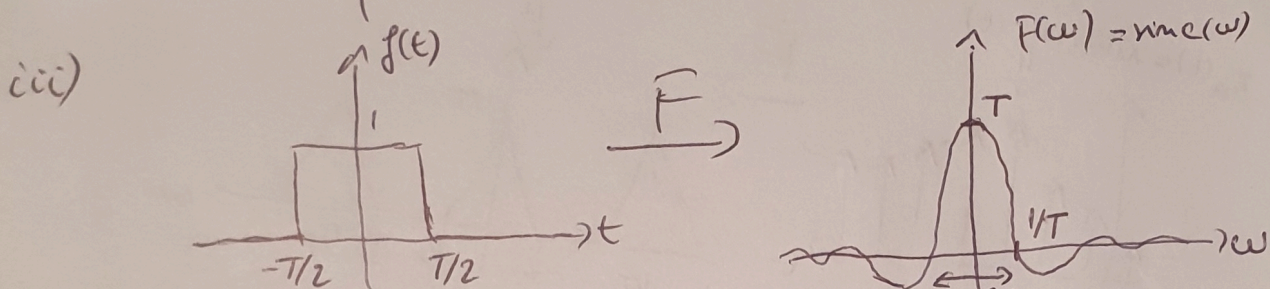 iii)
f(t)
1
-T/2
T/2
t
F
F(ω) = sinc(ω)
T
1/T
ω